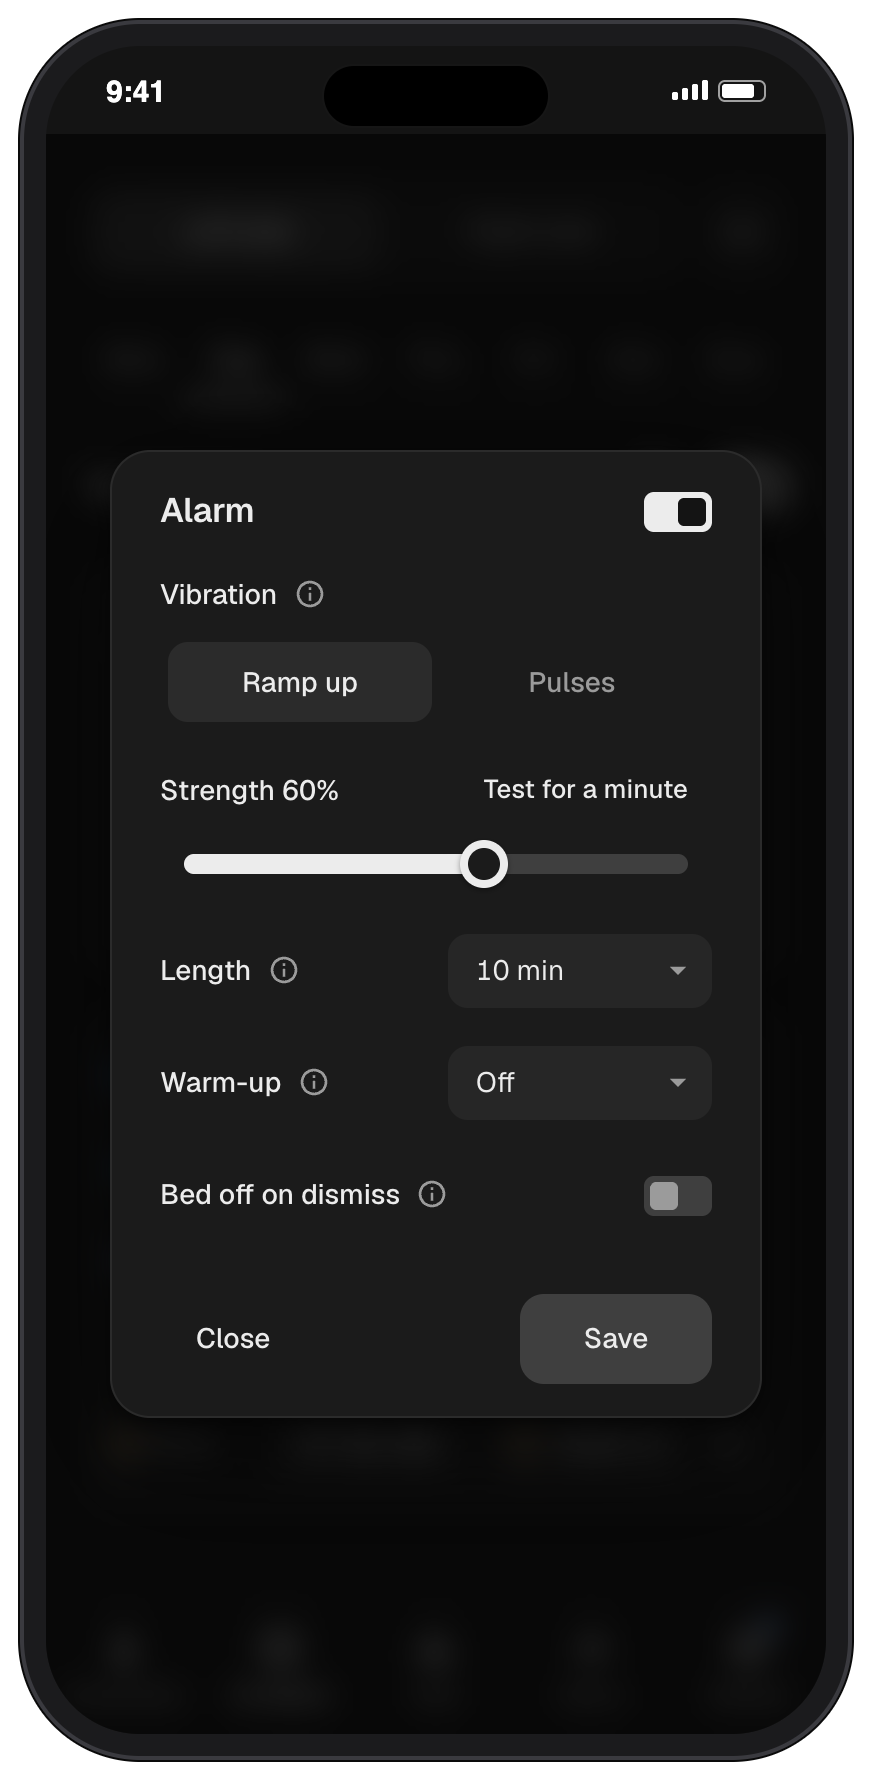 9:41
Alarm
Vibration
Ramp up Pulses
Strength 60% Test for a minute
Length 10 min
Warm-up Off
Bed off on dismiss
Close Save